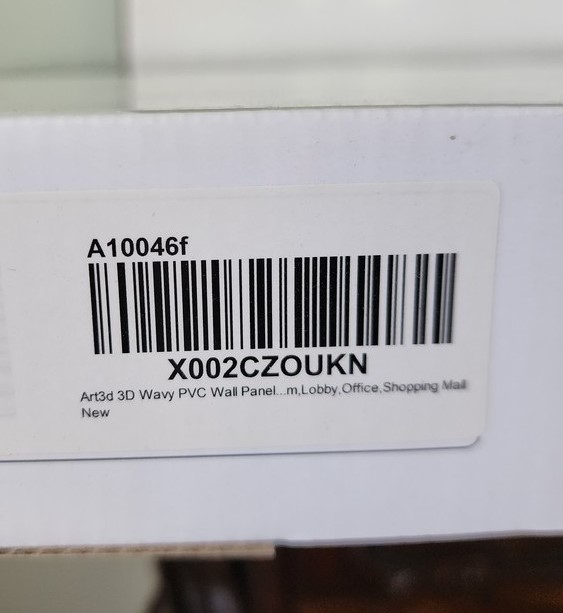 A10046f
X002CZOUKN
Art3d 3D Wavy PVC Wall Panel...m,Lobby,Office,Shopping Mall
New